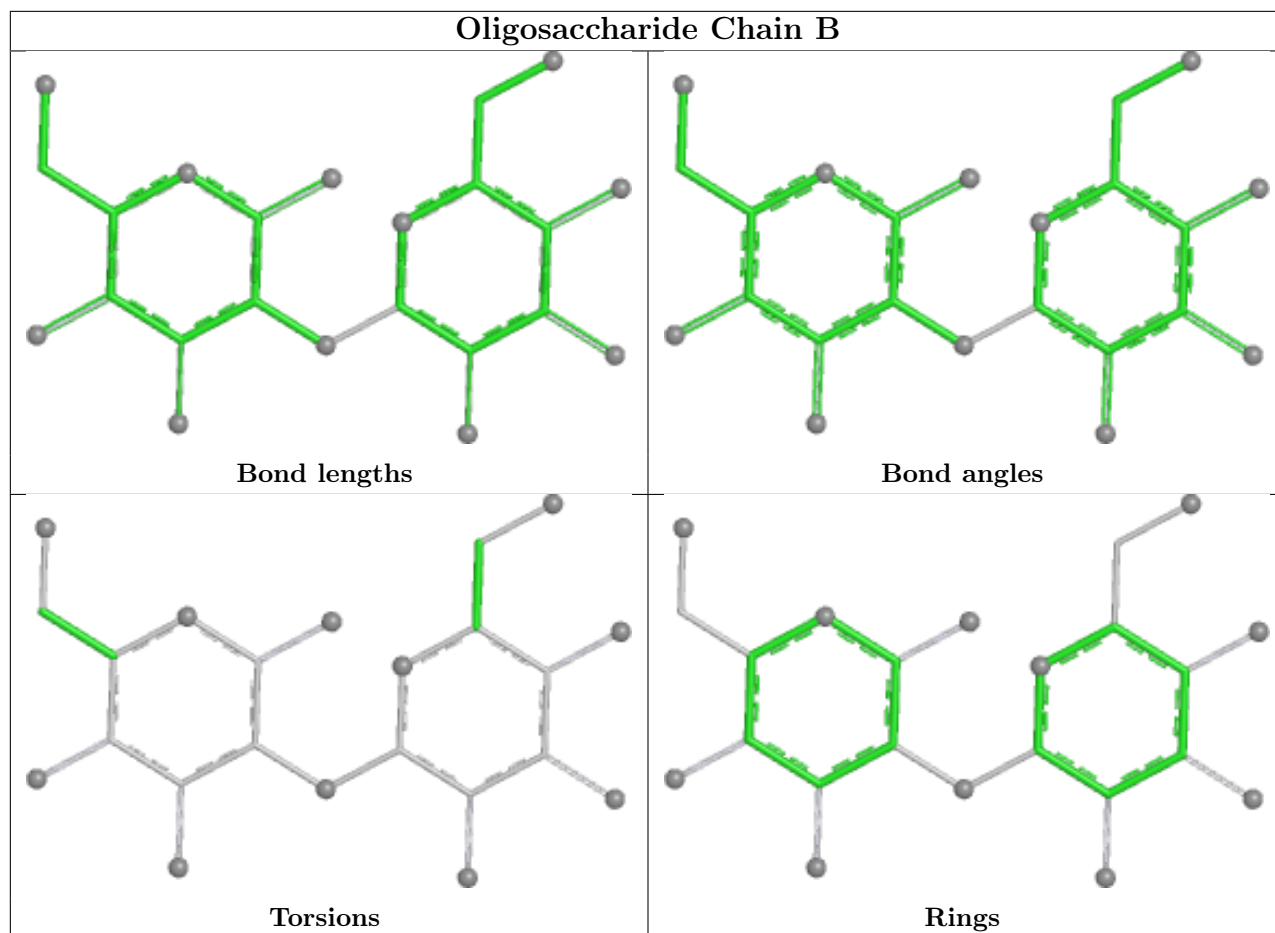 Oligosaccharide Chain B
Bond lengths
Bond angles
Torsions
Rings